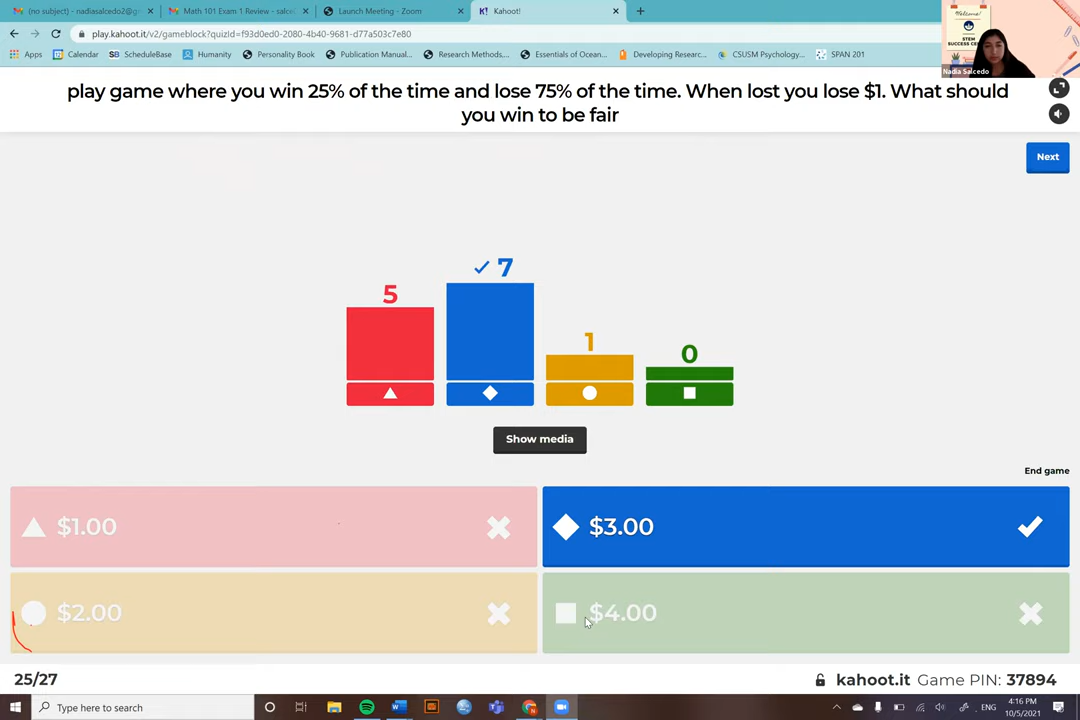 (no subject) - nadiasalcedo2@g
Math 101 Exam 1 Review - salce
Launch Meeting - Zoom
K! Kahoot!
play.kahoot.it/v2/gameblock?quizId=f93d0ed0-2080-4b40-9681-d77a503c7e80
Apps Calendar SB ScheduleBase Humanity Personality Book Publication Manual... Research Methods,... Essentials of Ocean... Developing Researc... CSUSM Psychology... SPAN 201
Welcome!
STEM
SUCCESS
Nadia Salcedo
play game where you win 25% of the time and lose 75% of the time. When lost you lose $1. What should
you win to be fair
Next
5
7
1
0
Show media
End game
$1.00
$3.00
$2.00
$4.00
25/27
kahoot.it Game PIN: 37894
Type here to search
ENG
4:16 PM
10/5/2021